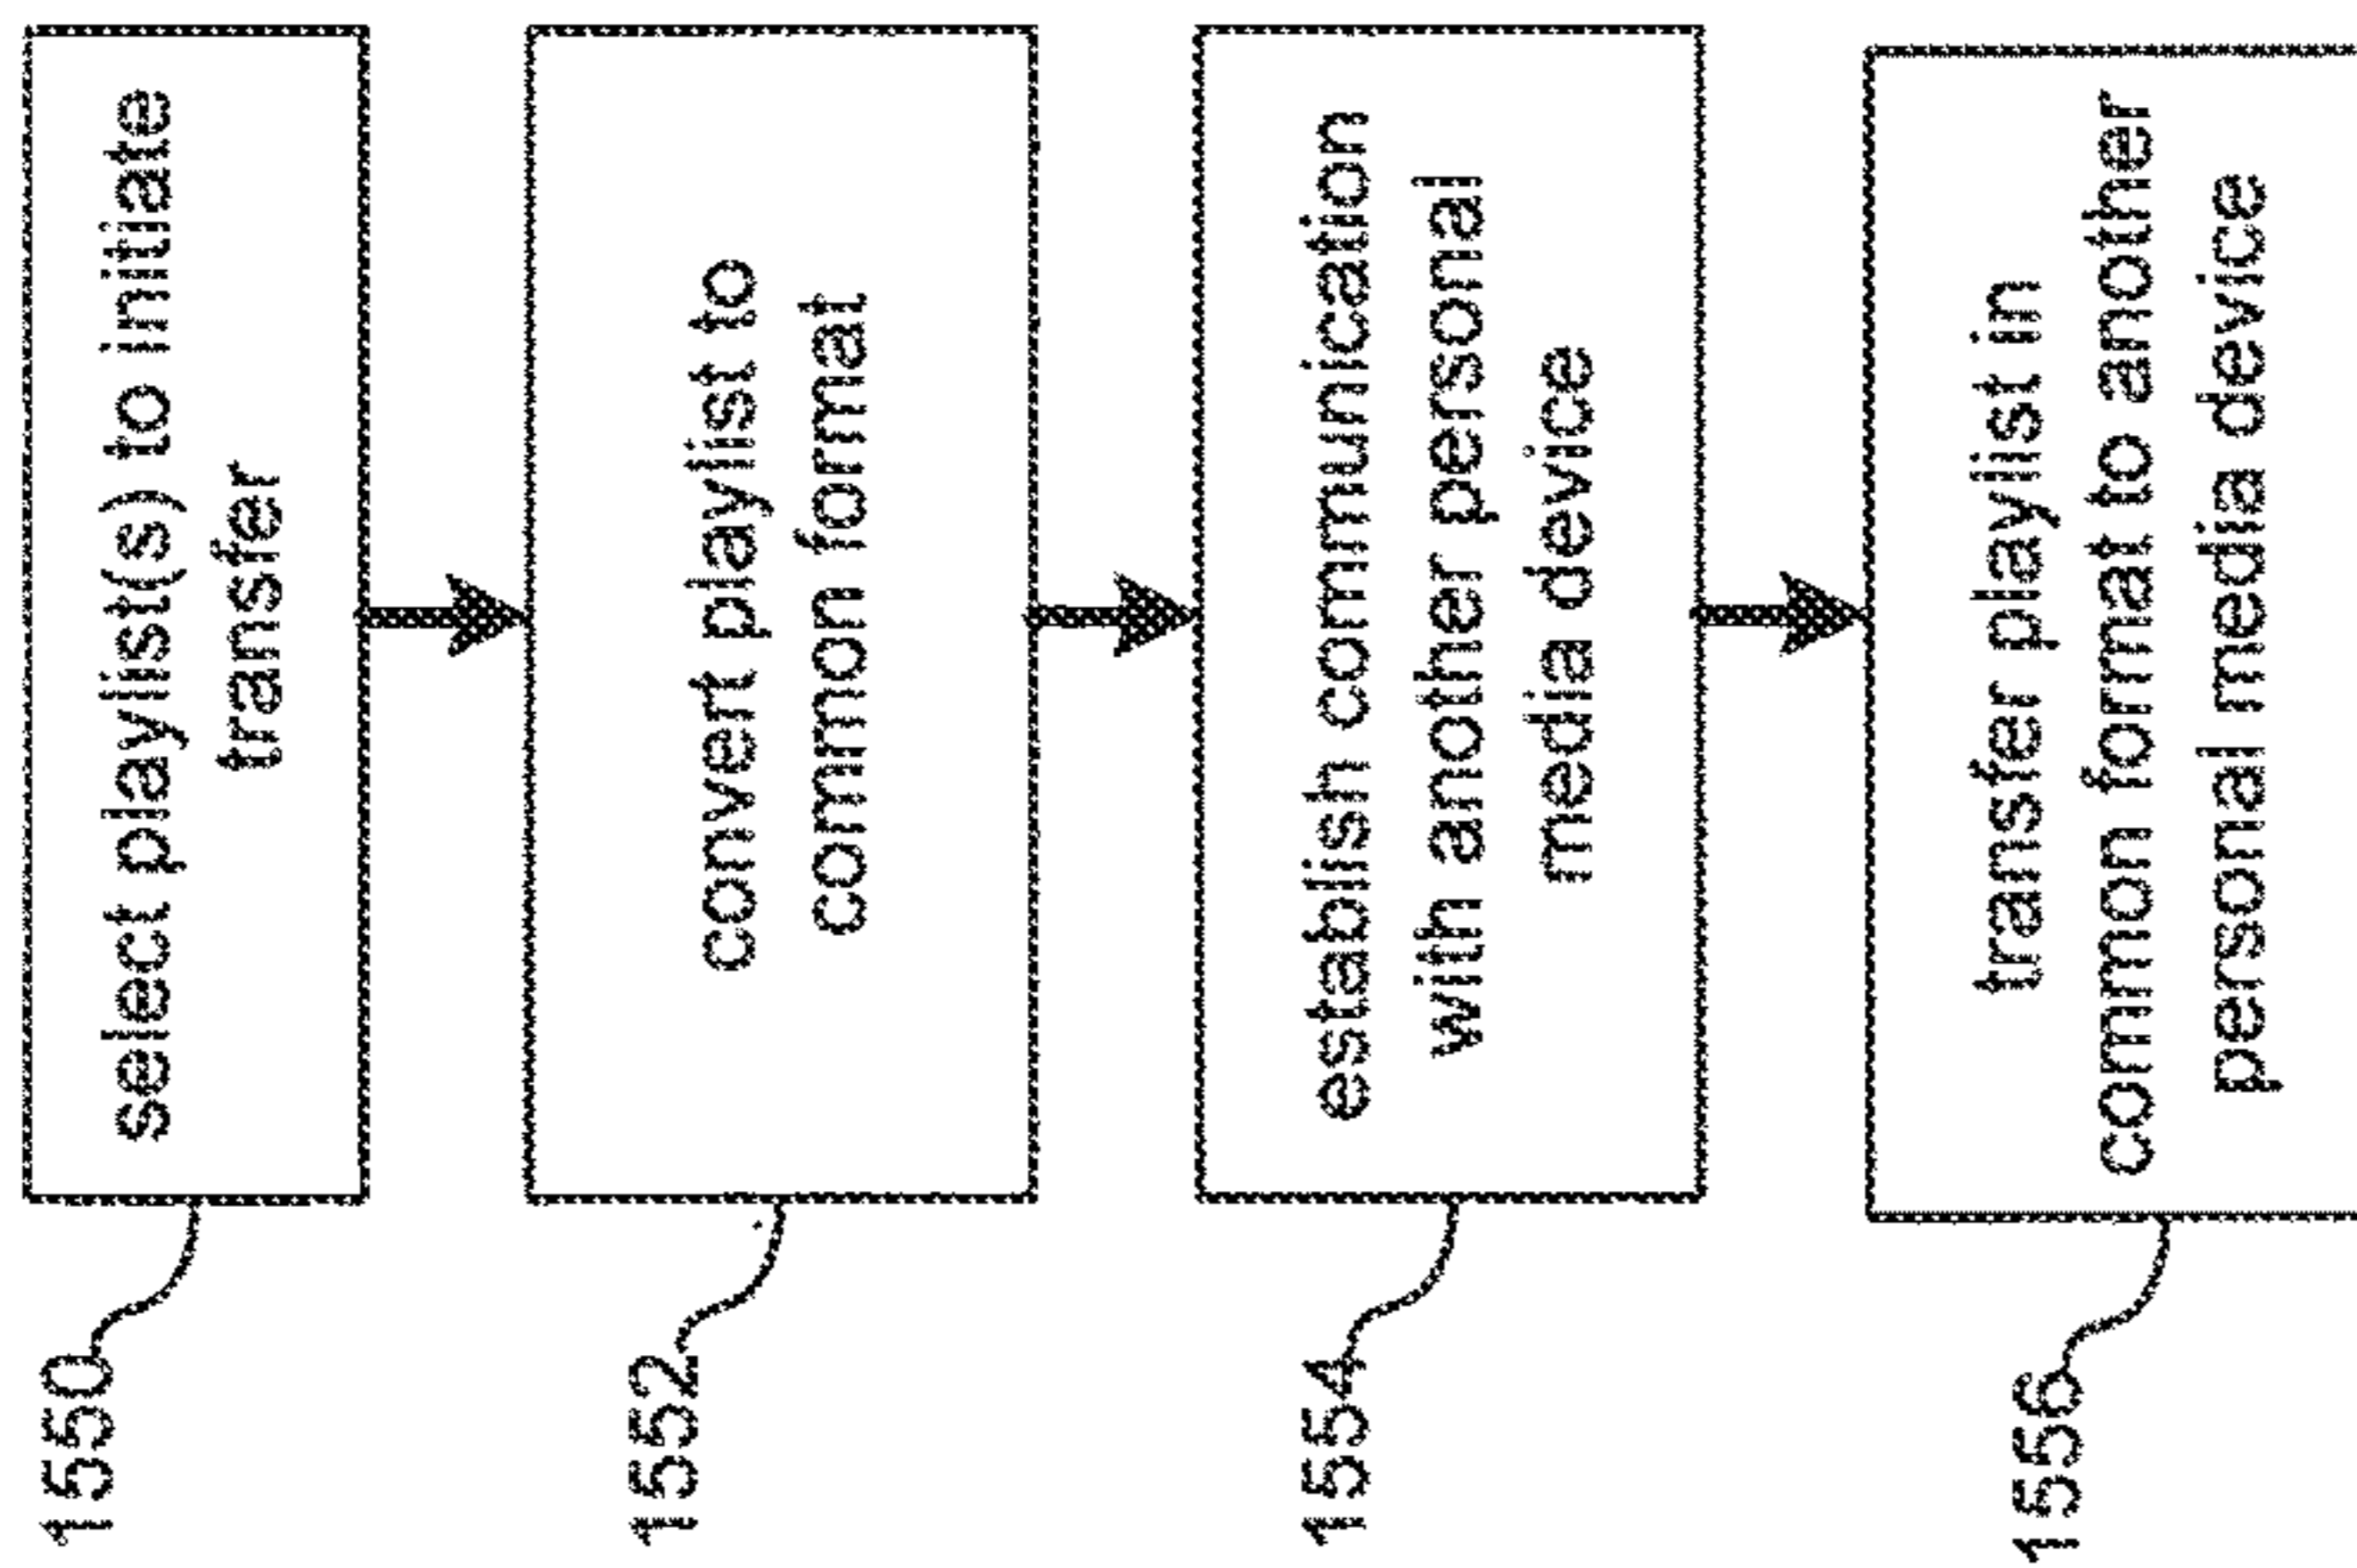 1550
select playlist(s) to initiate
transfer
1552
convert playlist to
common format
1554
establish communication
with another personal
media device
1556
transfer playlist in
common format to another
personal media device